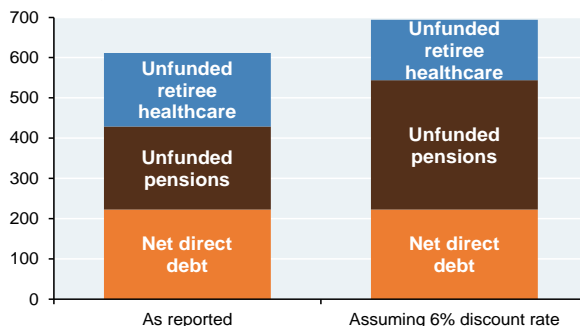 700
600
500
400
300
200
100
0
Unfunded
retiree
healthcare
Unfunded
pensions
Net direct
debt
Unfunded
retiree
healthcare
Unfunded
pensions
Net direct
debt
As reported
Assuming 6% discount rate